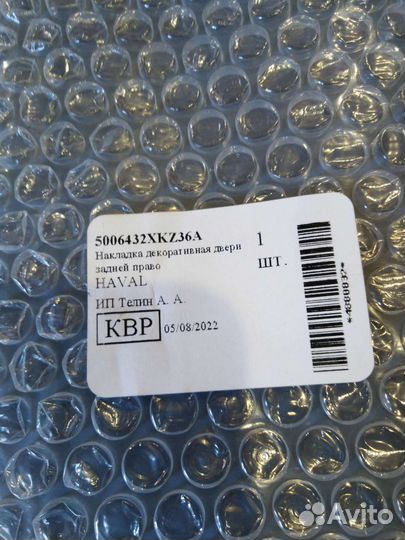 5006432XKZ36A
Накладка декоративная двери
задней право
HAVAL
ИП Телин А. А.
КВР 05/08/2022
1
ШТ.
Avito